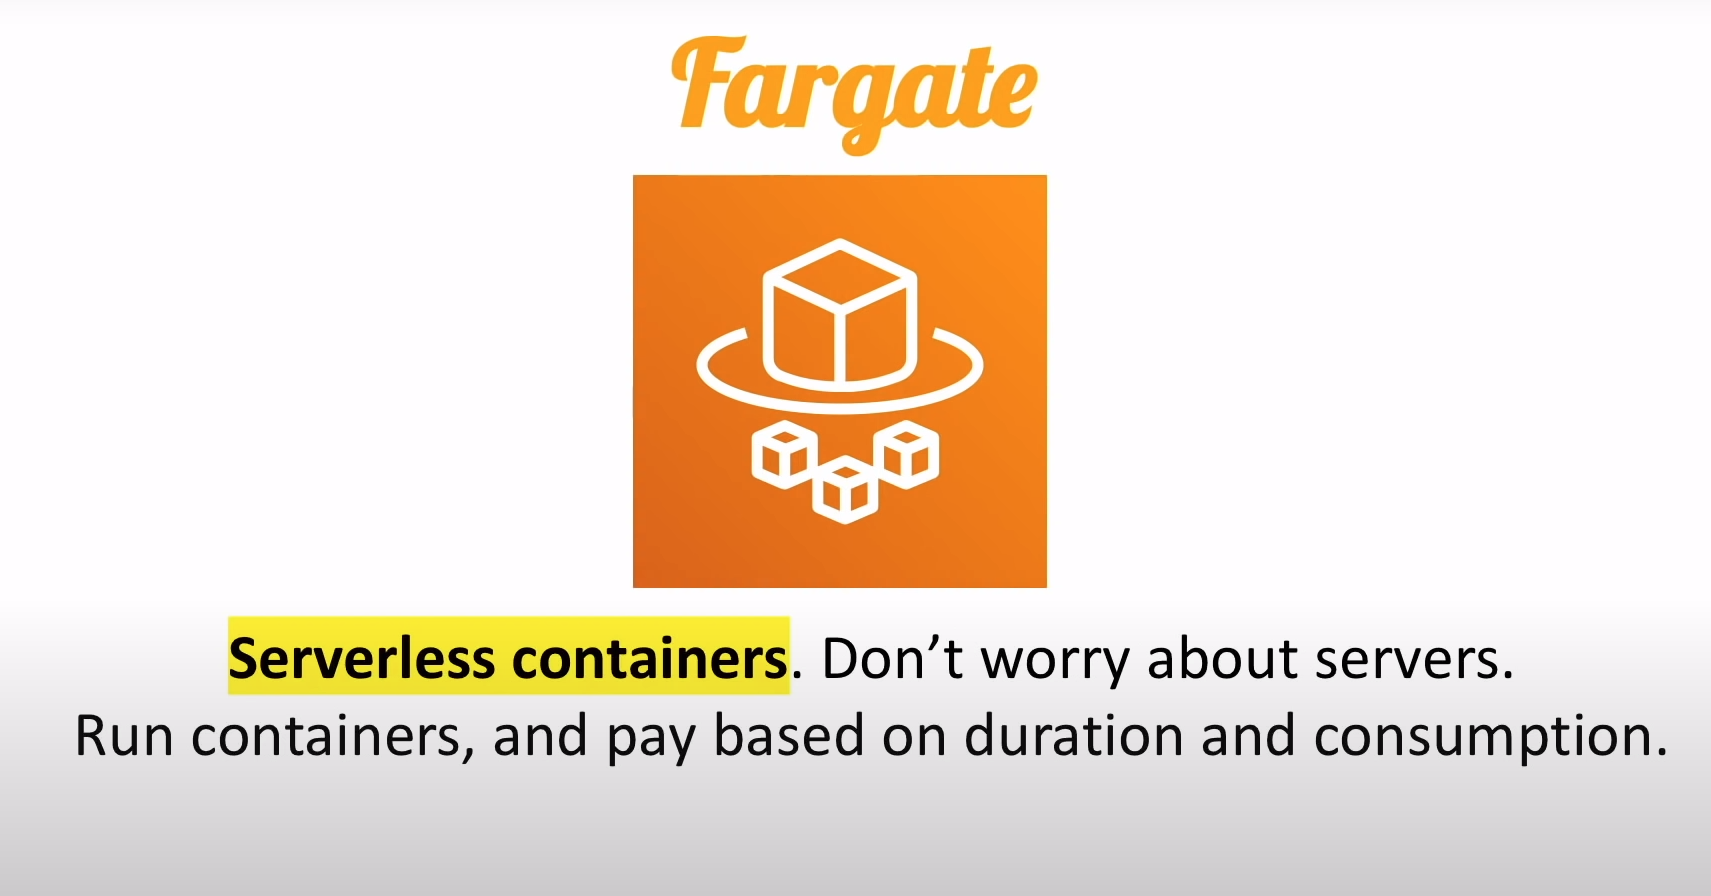 Fargate
Serverless containers. Don’t worry about servers.
Run containers, and pay based on duration and consumption.